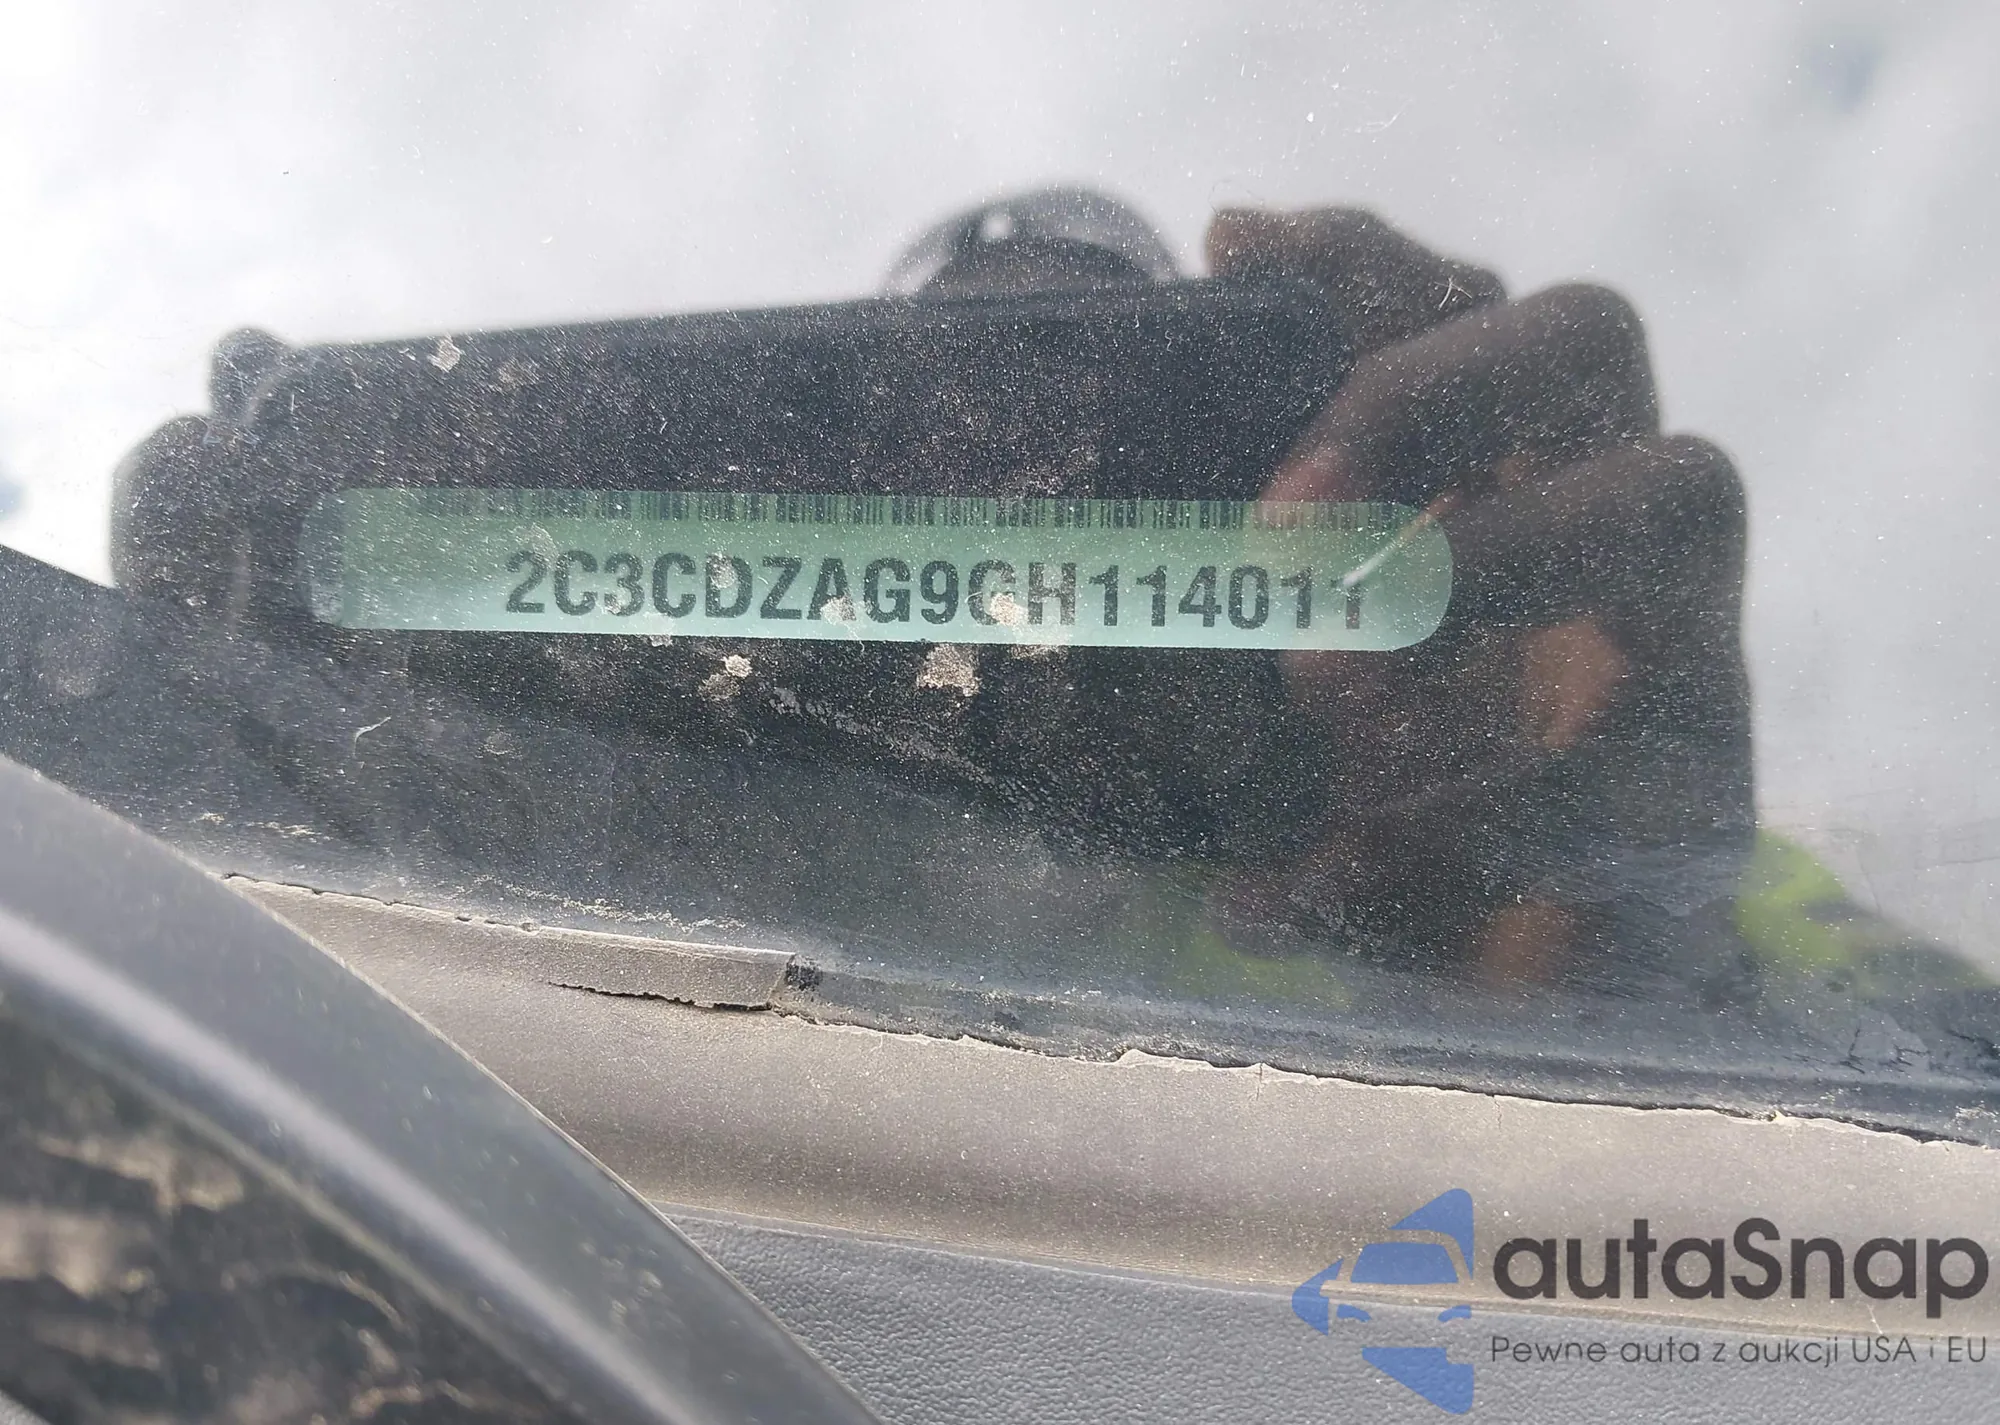 2C3CDZAG9GH114011
autaSnap
Pewne auta z aukcji USA i EU